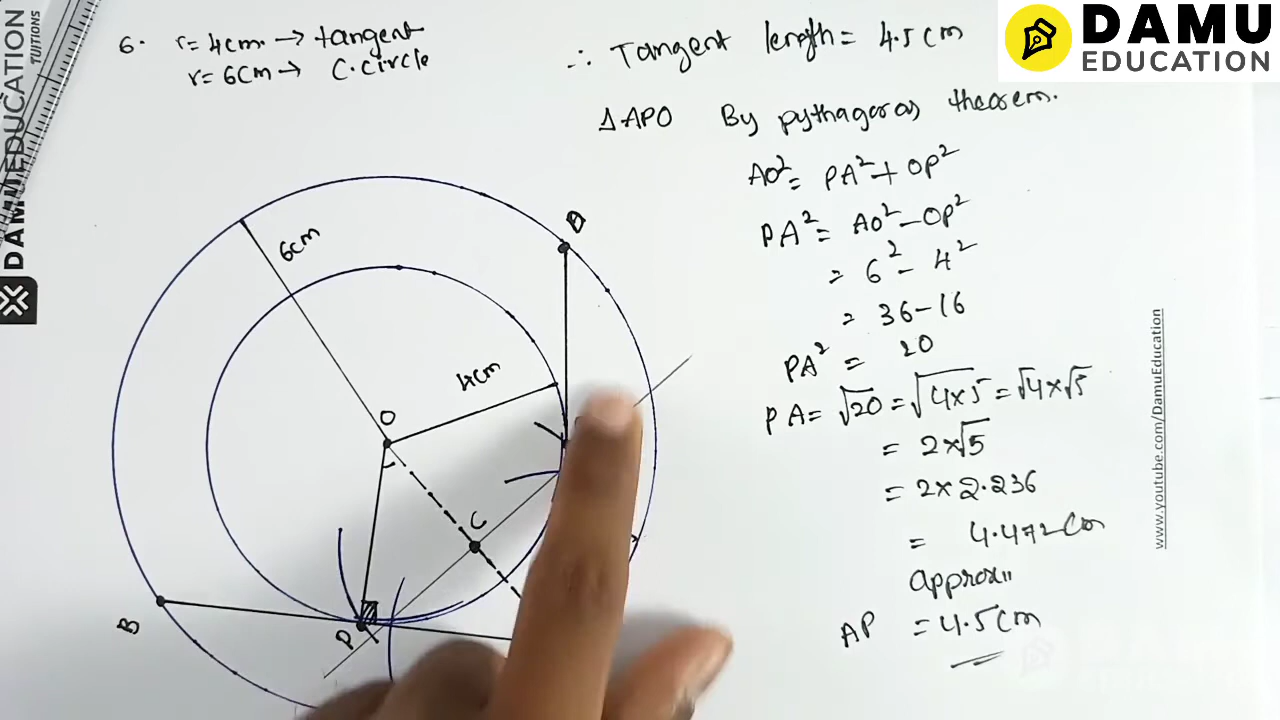 6. r = 4cm. → tangent
r = 6cm → C.circle
∴ Tangent length = 4.5 cm
Δ APO By pythagoras theorem.
AO² = PA² + OP²
PA² = AO² - OP²
= 6² - 4²
= 36 - 16
PA² = 20
PA = √20 = √4×5 = √4 × √5
= 2×√5
= 2×2.236
= 4.472 cm
approx"
AP = 4.5 cm
6cm
D
4cm
O
C
B
P
DAMU
EDUCATION
DAMU EDUCATION
TUITIONS
www.youtube.com/DamuEducation